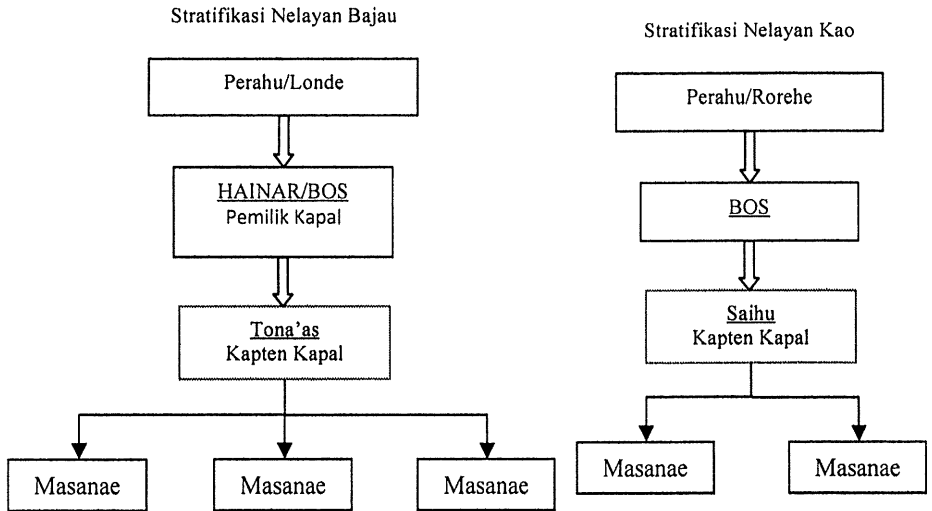 Stratifikasi Nelayan Bajau
Perahu/Londe
HAINAR/BOS
Pemilik Kapal
Tona'as
Kapten Kapal
Masanae
Masanae
Masanae
Stratifikasi Nelayan Kao
Perahu/Rorehe
BOS
Saihu
Kapten Kapal
Masanae
Masanae